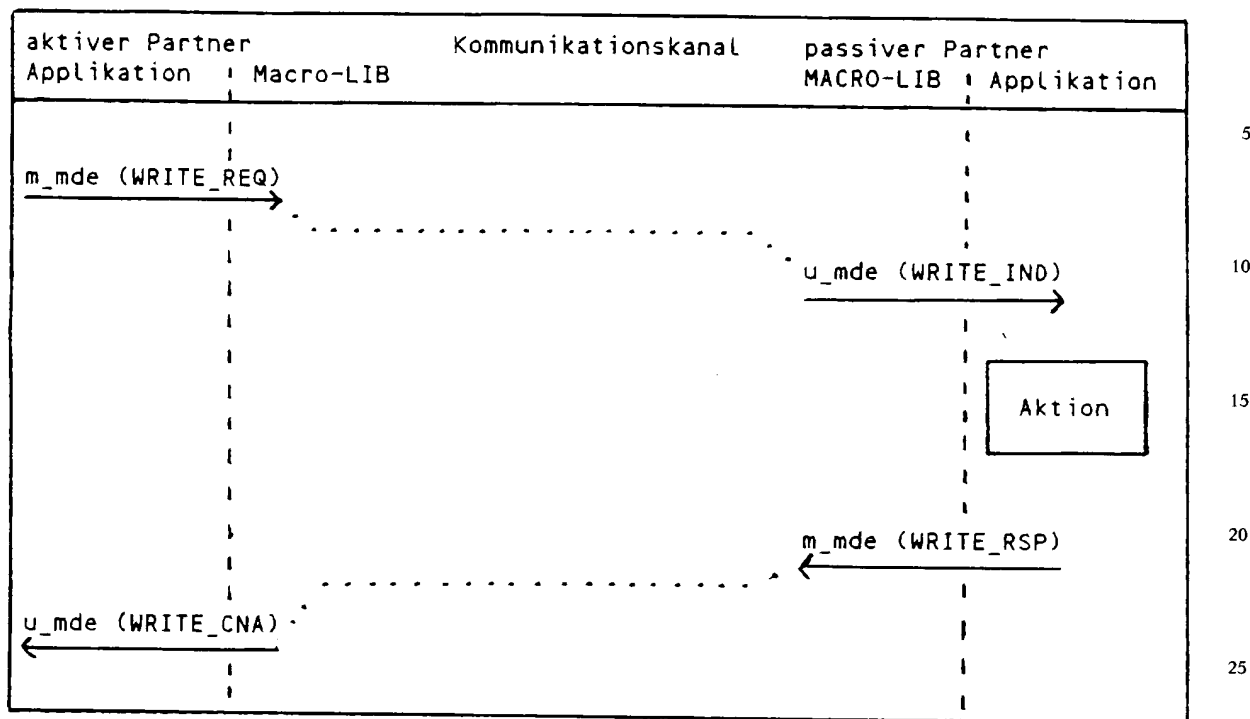 aktiver Partner Kommunikationskanal passiver Partner
Applikation Macro-LIB MACRO-LIB Applikation
5
m_mde (WRITE_REQ)
u_mde (WRITE_IND)
10
Aktion
15
m_mde (WRITE_RSP)
20
u_mde (WRITE_CNA)
25